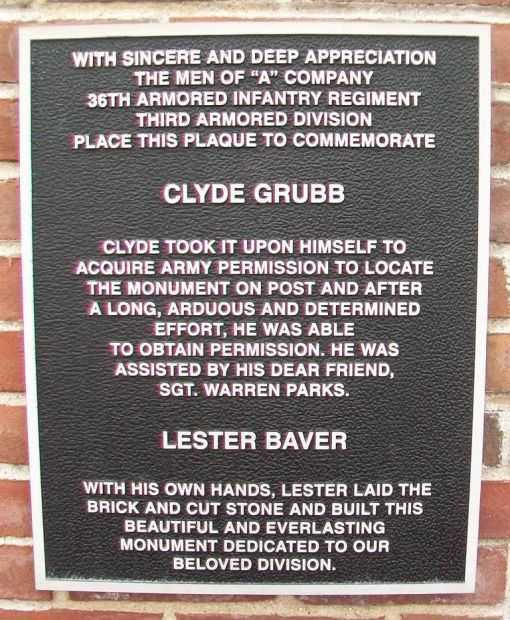 WITH SINCERE AND DEEP APPRECIATION
THE MEN OF "A" COMPANY
36TH ARMORED INFANTRY REGIMENT
THIRD ARMORED DIVISION
PLACE THIS PLAQUE TO COMMEMORATE
CLYDE GRUBB
CLYDE TOOK IT UPON HIMSELF TO
ACQUIRE ARMY PERMISSION TO LOCATE
THE MONUMENT ON POST AND AFTER
A LONG, ARDUOUS AND DETERMINED
EFFORT, HE WAS ABLE
TO OBTAIN PERMISSION. HE WAS
ASSISTED BY HIS DEAR FRIEND,
SGT. WARREN PARKS.
LESTER BAVER
WITH HIS OWN HANDS, LESTER LAID THE
BRICK AND CUT STONE AND BUILT THIS
BEAUTIFUL AND EVERLASTING
MONUMENT DEDICATED TO OUR
BELOVED DIVISION.